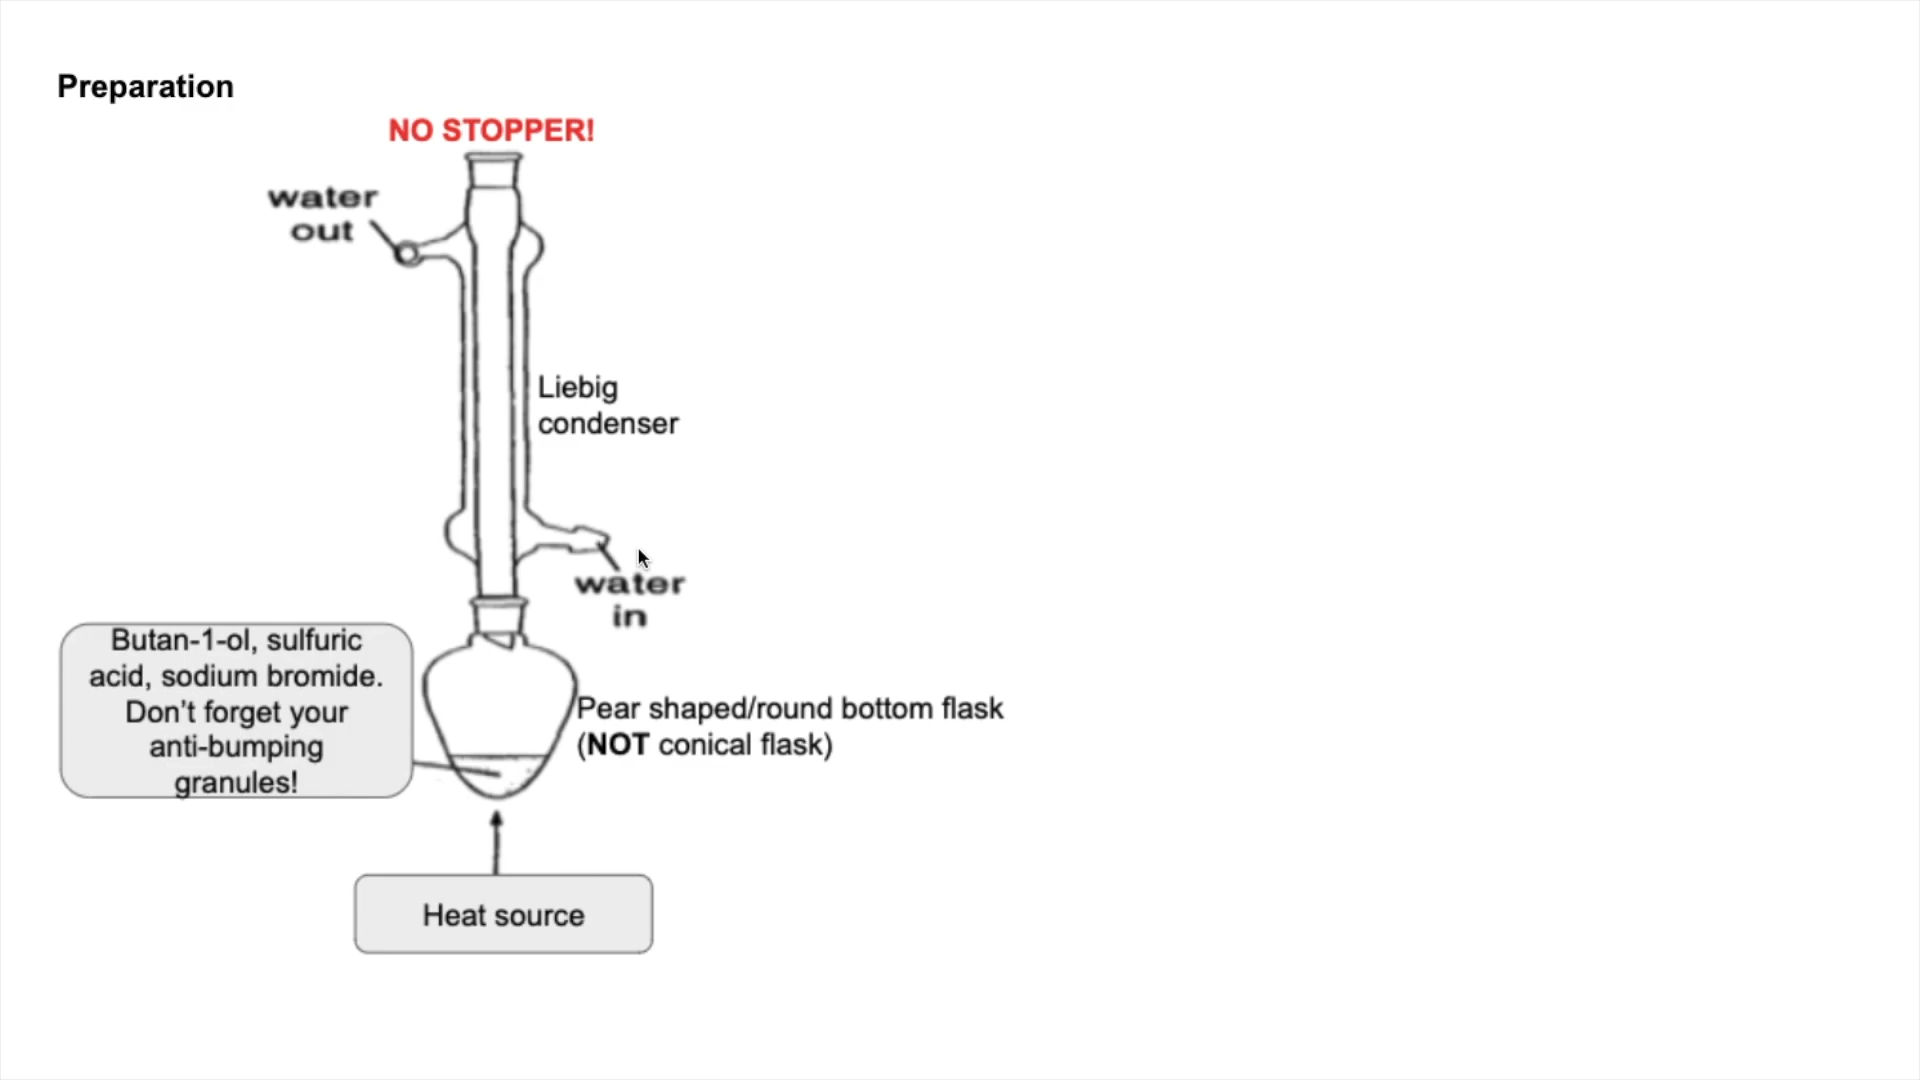 Preparation
NO STOPPER!
water
out
Liebig
condenser
water
in
Butan-1-ol, sulfuric
acid, sodium bromide.
Don't forget your
anti-bumping
granules!
Pear shaped/round bottom flask
(NOT conical flask)
Heat source